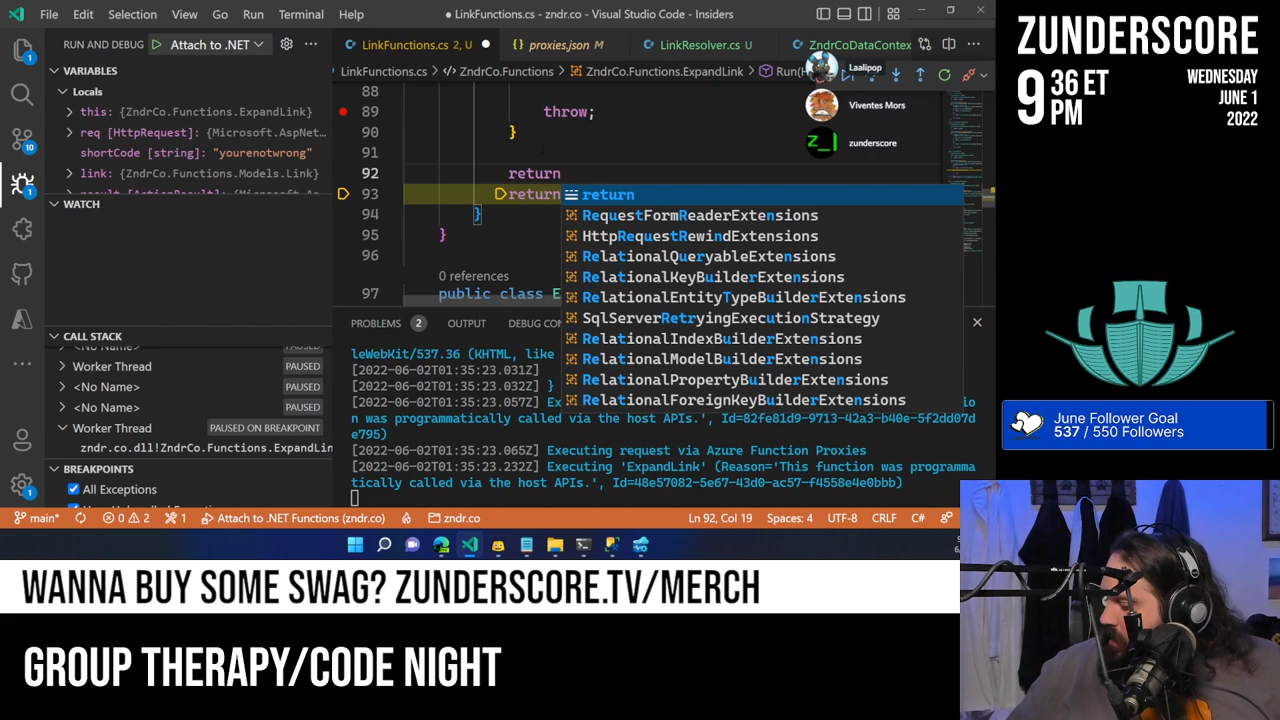 File Edit Selection View Go Run Terminal Help
LinkFunctions.cs - zndr.co - Visual Studio Code - Insiders
RUN AND DEBUG Attach to .NET
LinkFunctions.cs 2, U
proxies.json
LinkResolver.cs U
ZndrCoDataContex
LinkFunctions.cs ZndrCo.Functions ZndrCo.Functions.ExpandLink
VARIABLES
Locals
this: {ZndrCo.Functions.ExpandLink}
req [HttpRequest]: {Microsoft.AspNet...
shortCode [string]: "yourenotwrong"
link: {ZndrCo.Functions.Models.Link}
WATCH
CALL STACK
Worker Thread PAUSED
<No Name> PAUSED
<No Name> PAUSED
Worker Thread PAUSED ON BREAKPOINT
zndr.co.dll!ZndrCo.Functions.ExpandLin
BREAKPOINTS
All Exceptions
88
89 throw;
90 }
91
92 return
93 return
94 }
95 }
96
0 references
97 public class E
return
RequestFormReaderExtensions
HttpRequestRewindExtensions
RelationalQueryableExtensions
RelationalKeyBuilderExtensions
RelationalEntityTypeBuilderExtensions
SqlServerRetryingExecutionStrategy
RelationalIndexBuilderExtensions
RelationalModelBuilderExtensions
RelationalPropertyBuilderExtensions
RelationalForeignKeyBuilderExtensions
Laalipop
Viventes Mors
zunderscore
PROBLEMS 2 OUTPUT DEBUG CO
leWebKit/537.36 (KHTML, like
[2022-06-02T01:35:23.031Z]
[2022-06-02T01:35:23.032Z] }
[2022-06-02T01:35:23.057Z] Ex
n was programmatically called via the host APIs.', Id=82fe81d9-9713-42a3-b40e-5f2dd07d
e795)
[2022-06-02T01:35:23.065Z] Executing request via Azure Function Proxies
[2022-06-02T01:35:23.232Z] Executing 'ExpandLink' (Reason='This function was programma
tically called via the host APIs.', Id=48e57082-5e67-43d0-ac57-f4558e4e0bbb)
main* 0 2 1 Attach to .NET Functions (zndr.co) zndr.co Ln 92, Col 19 Spaces: 4 UTF-8 CRLF C#
ZUNDERSCORE
9 36 ET
PM
WEDNESDAY
JUNE 1
2022
June Follower Goal
537 / 550 Followers
WANNA BUY SOME SWAG? ZUNDERSCORE.TV/MERCH
GROUP THERAPY/CODE NIGHT